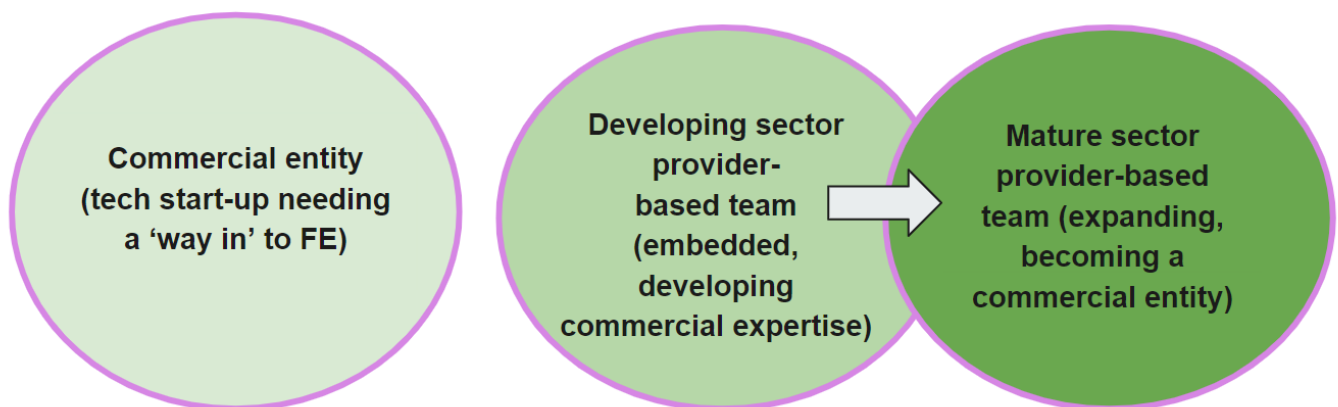 Commercial entity
(tech start-up needing
a ‘way in’ to FE)
Developing sector
provider-
based team
(embedded,
developing
commercial expertise)
Mature sector
provider-based
team (expanding,
becoming a
commercial entity)